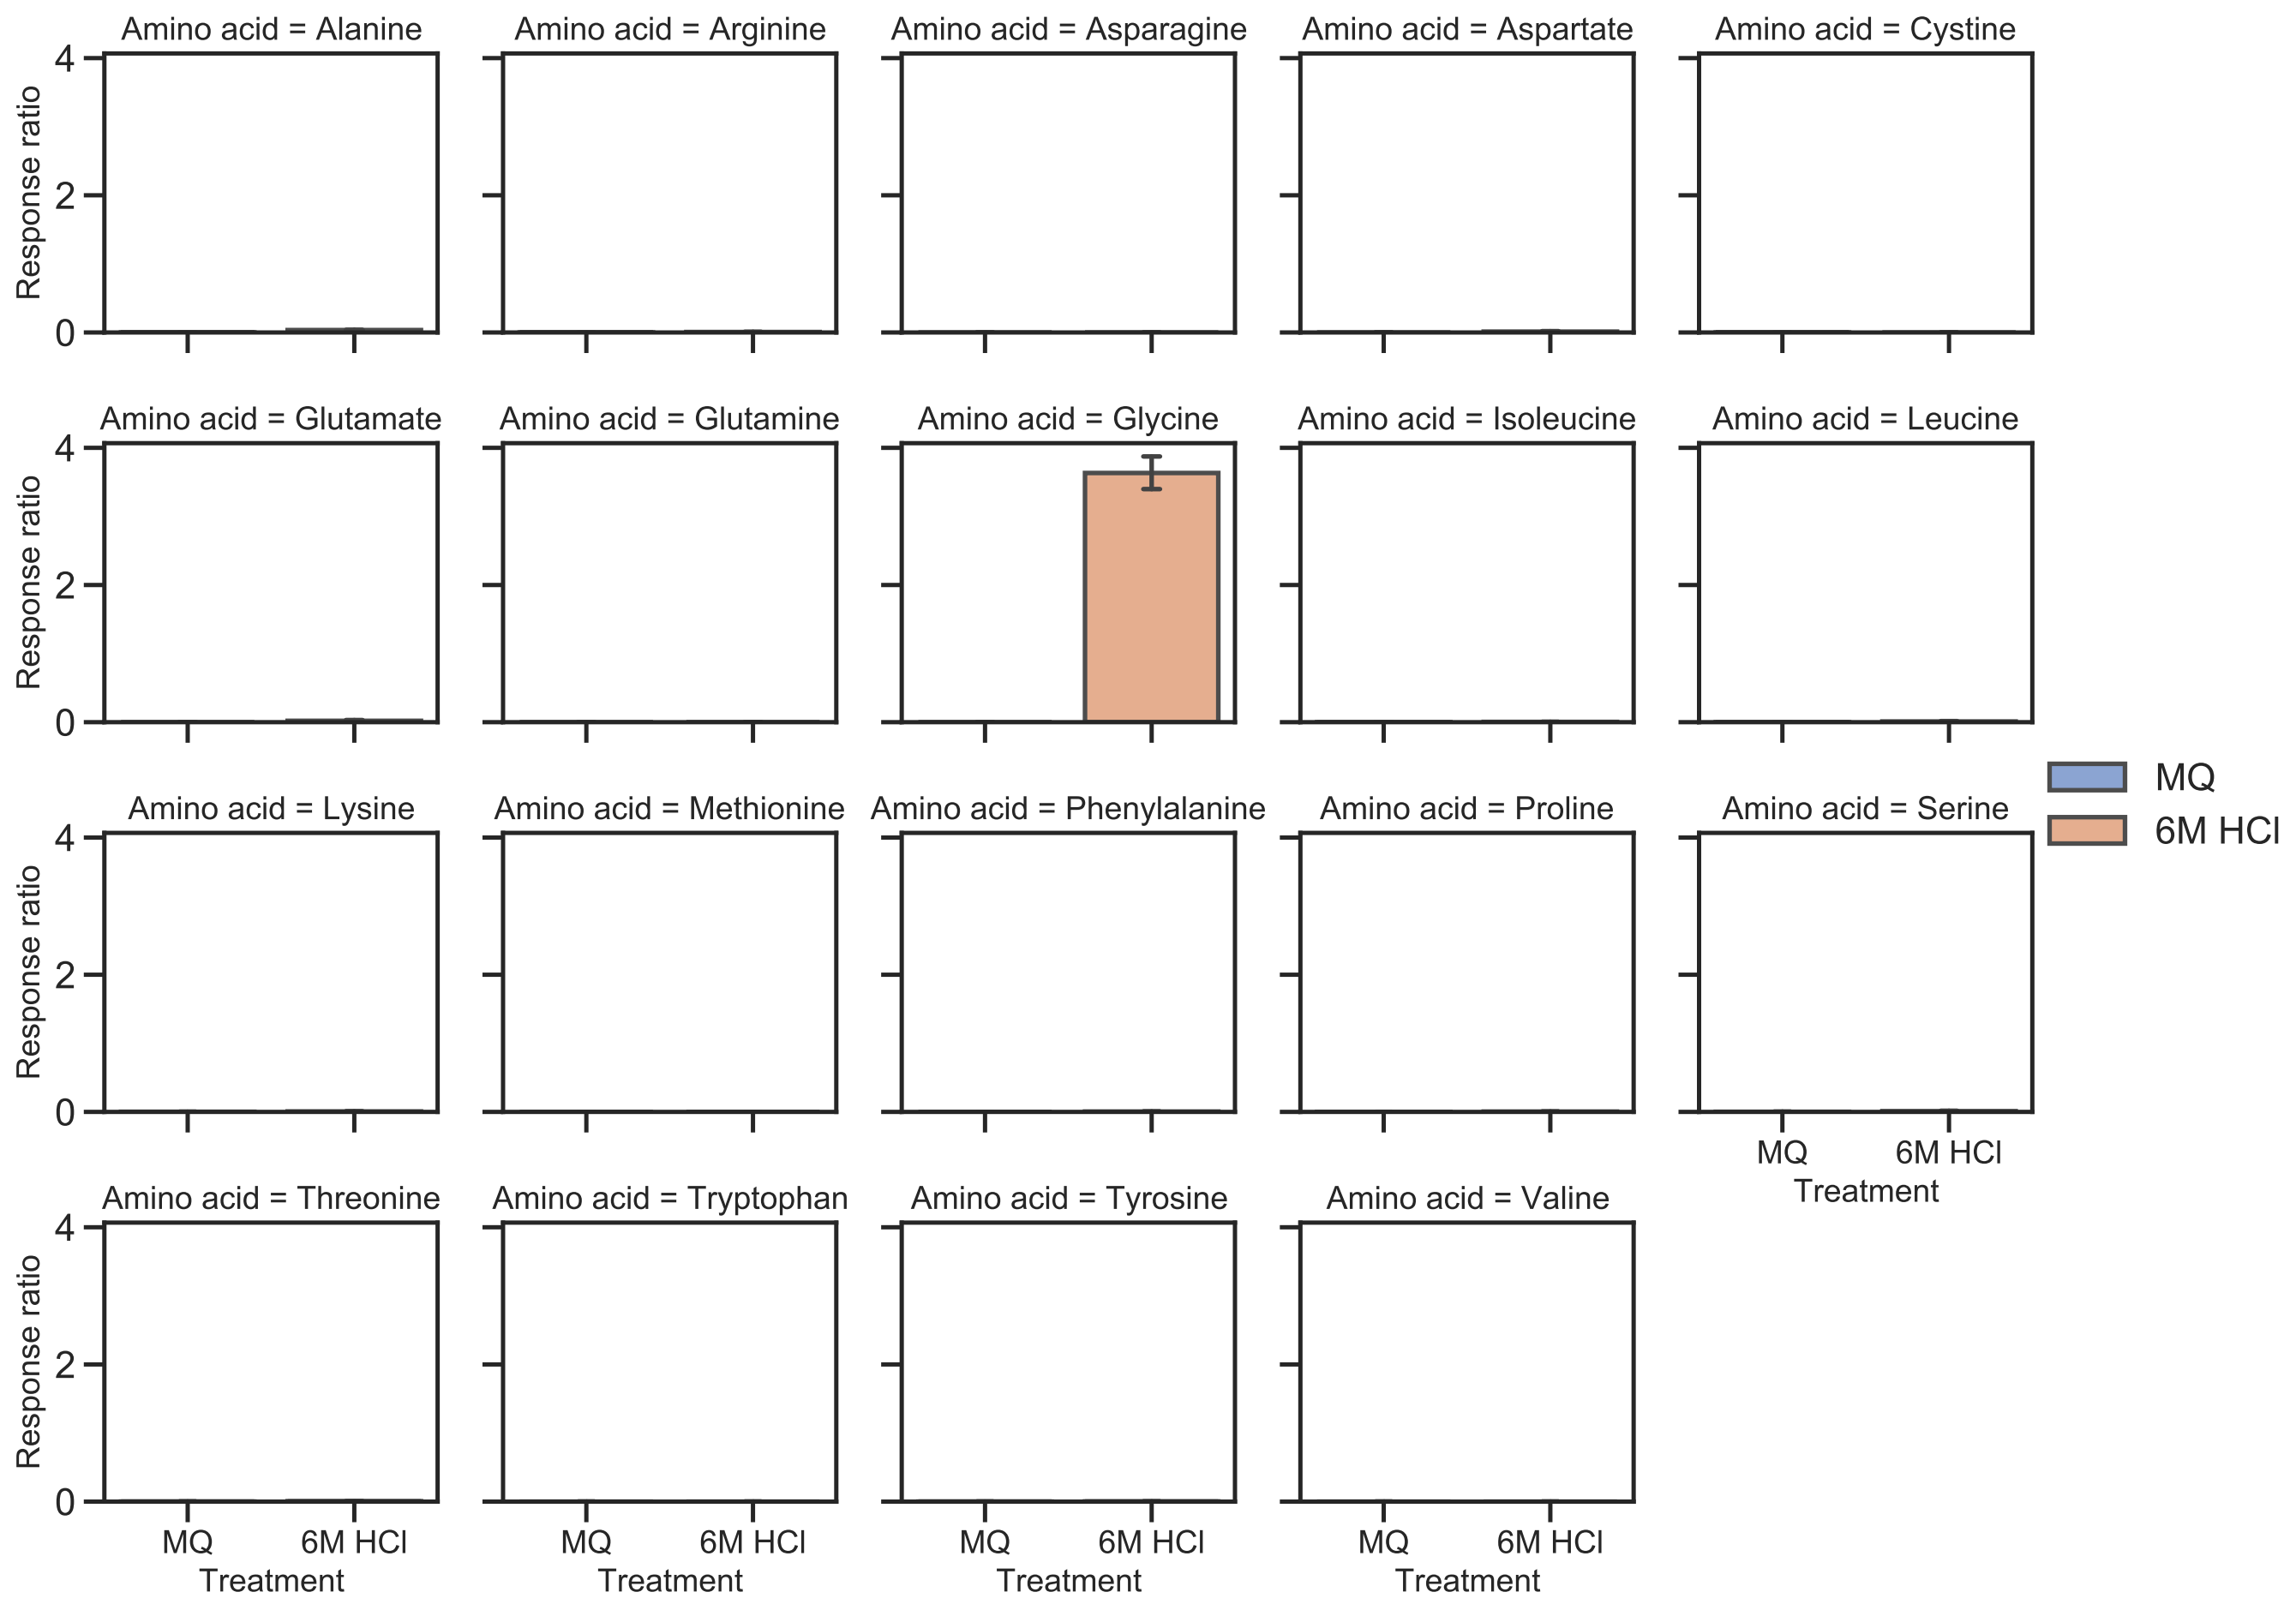 Amino acid = Alanine
Amino acid = Arginine
Amino acid = Asparagine
Amino acid = Aspartate
Amino acid = Cystine
Response ratio
4
2
0
Amino acid = Glutamate
Amino acid = Glutamine
Amino acid = Glycine
Amino acid = Isoleucine
Amino acid = Leucine
Response ratio
4
2
0
MQ
6M HCl
Amino acid = Lysine
Amino acid = Methionine
Amino acid = Phenylalanine
Amino acid = Proline
Amino acid = Serine
Response ratio
4
2
0
MQ
6M HCl
Treatment
Amino acid = Threonine
Amino acid = Tryptophan
Amino acid = Tyrosine
Amino acid = Valine
Response ratio
4
2
0
MQ
6M HCl
MQ
6M HCl
MQ
6M HCl
MQ
6M HCl
Treatment
Treatment
Treatment
Treatment